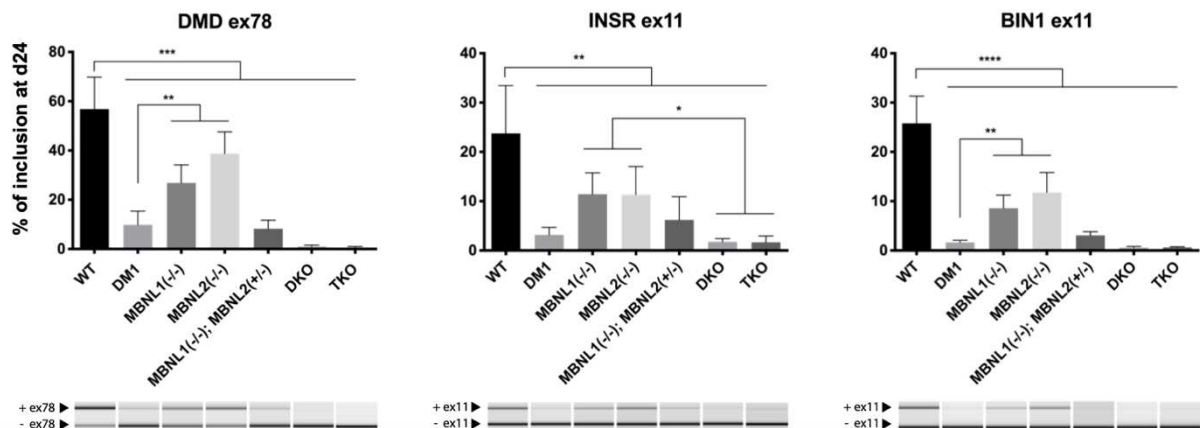 DMD ex78
% of inclusion at d24
80
60
40
20
0
***
**
WT
DM1
MBNL1(-/-)
MBNL2(-/-)
MBNL1(-/-); MBNL2(+/-)
DKO
TKO
+ ex78
- ex78
INSR ex11
40
30
20
10
0
**
*
WT
DM1
MBNL1(-/-)
MBNL2(-/-)
MBNL1(-/-); MBNL2(+/-)
DKO
TKO
+ ex11
- ex11
BIN1 ex11
40
30
20
10
0
****
**
WT
DM1
MBNL1(-/-)
MBNL2(-/-)
MBNL1(-/-); MBNL2(+/-)
DKO
TKO
+ ex11
- ex11